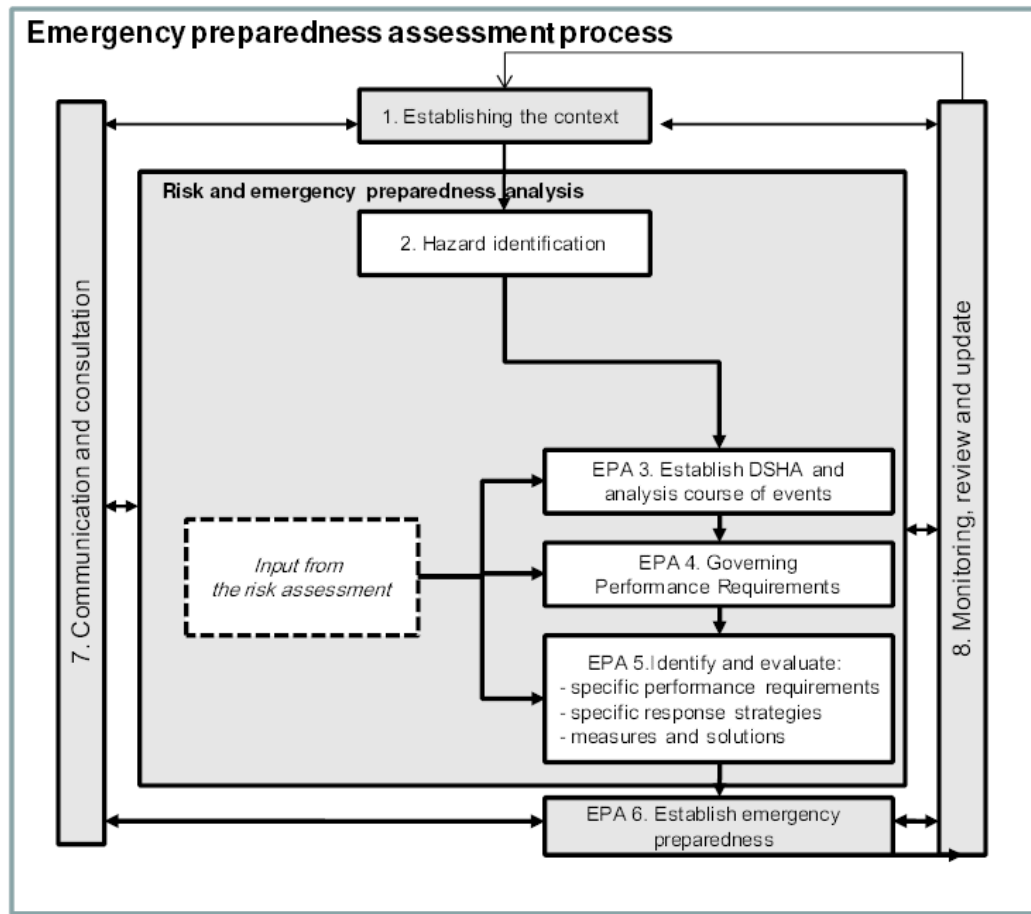 Emergency preparedness assessment process
1. Establishing the context
Risk and emergency preparedness analysis
2. Hazard identification
7. Communication and consultation
8. Monitoring, review and update
EPA 3. Establish DSHA and
analysis course of events
Input from
the risk assessment
EPA 4. Governing
Performance Requirements
EPA 5.Identify and evaluate:
- specific performance requirements
- specific response strategies
- measures and solutions
EPA 6. Establish emergency
preparedness